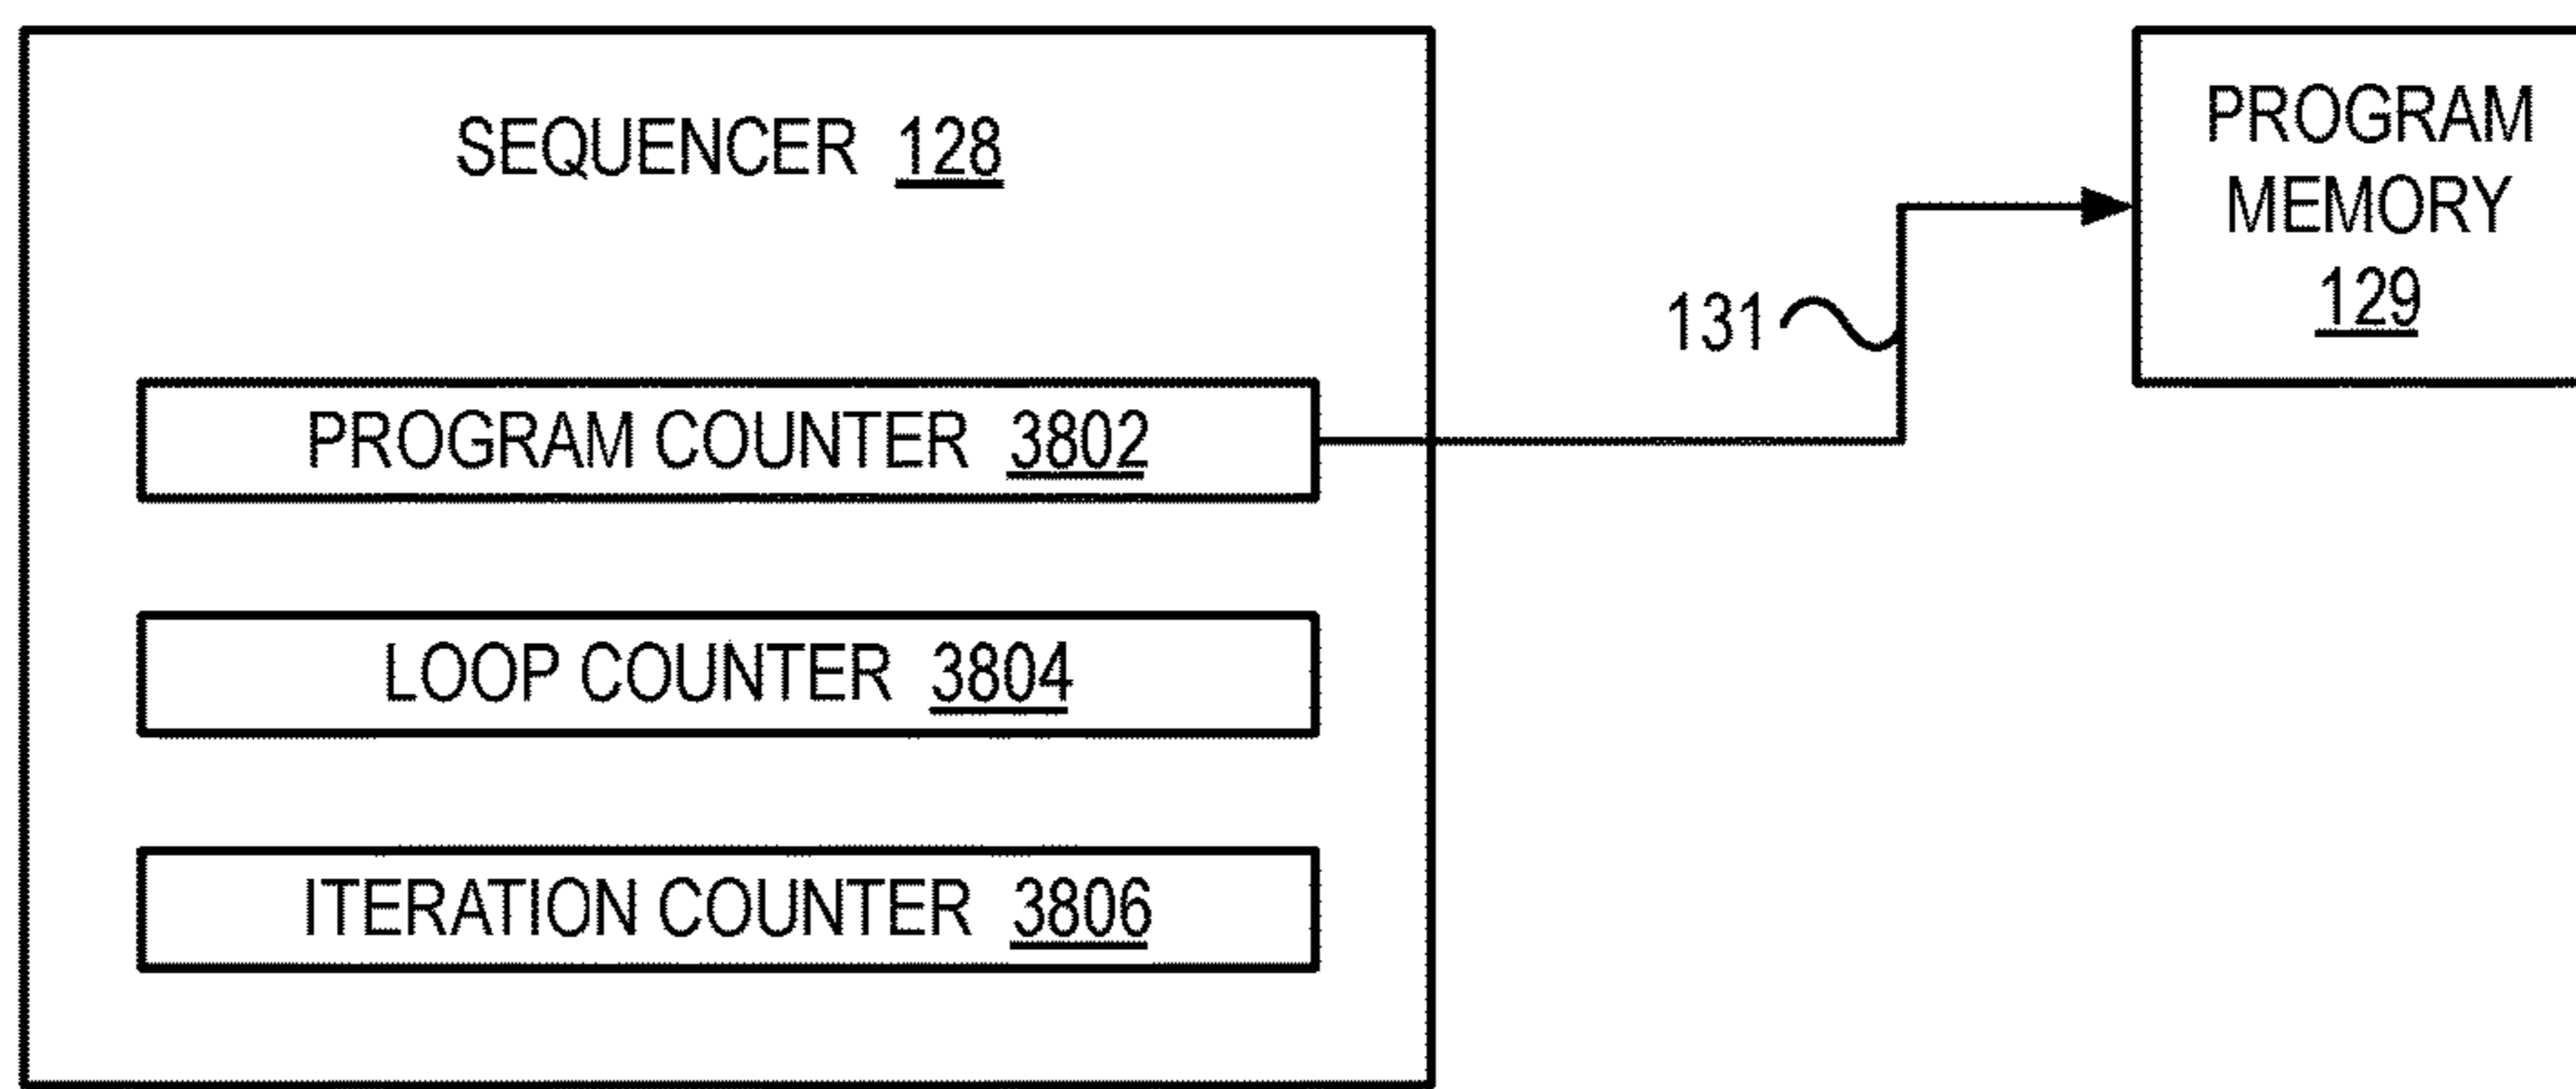 SEQUENCER 128
PROGRAM COUNTER 3802
LOOP COUNTER 3804
ITERATION COUNTER 3806
131
PROGRAM
MEMORY
129